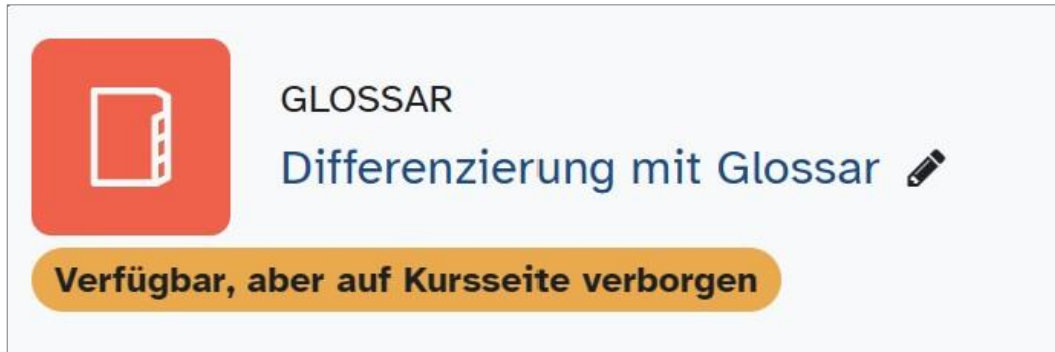 GLOSSAR
Differenzierung mit Glossar
Verfügbar, aber auf Kursseite verborgen